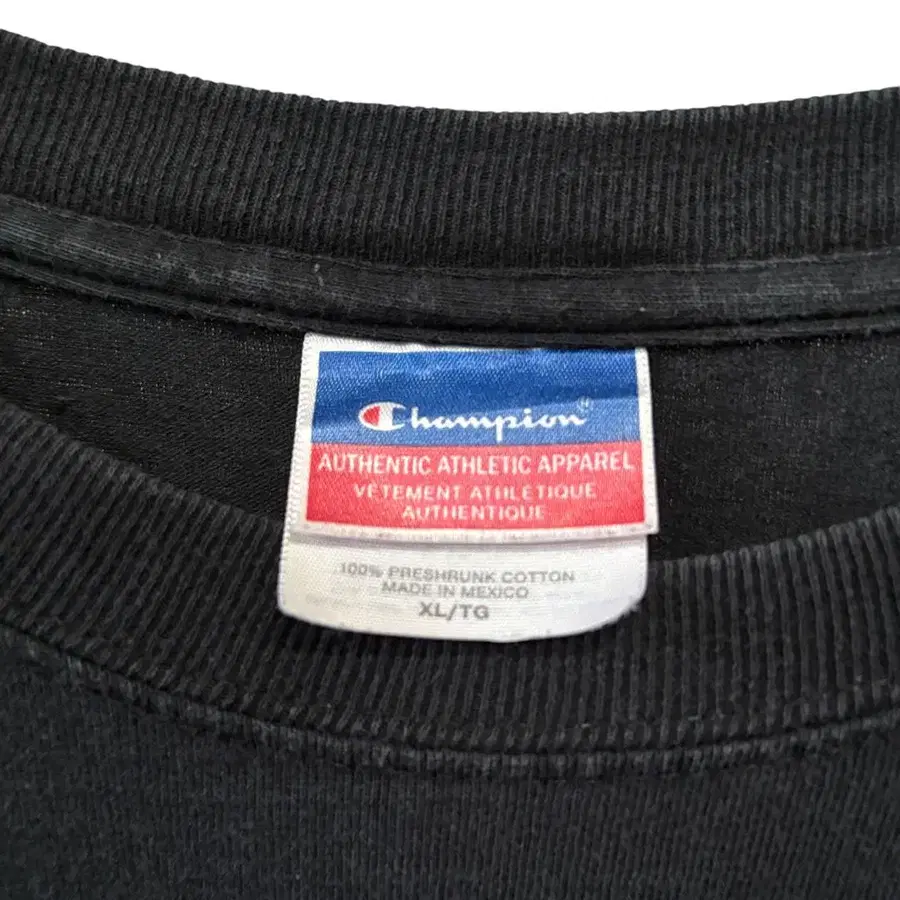 Champion
AUTHENTIC ATHLETIC APPAREL
VÊTEMENT ATHLÉTIQUE
AUTHENTIQUE
100% PRESHRUNK COTTON
MADE IN MEXICO
XL/TG